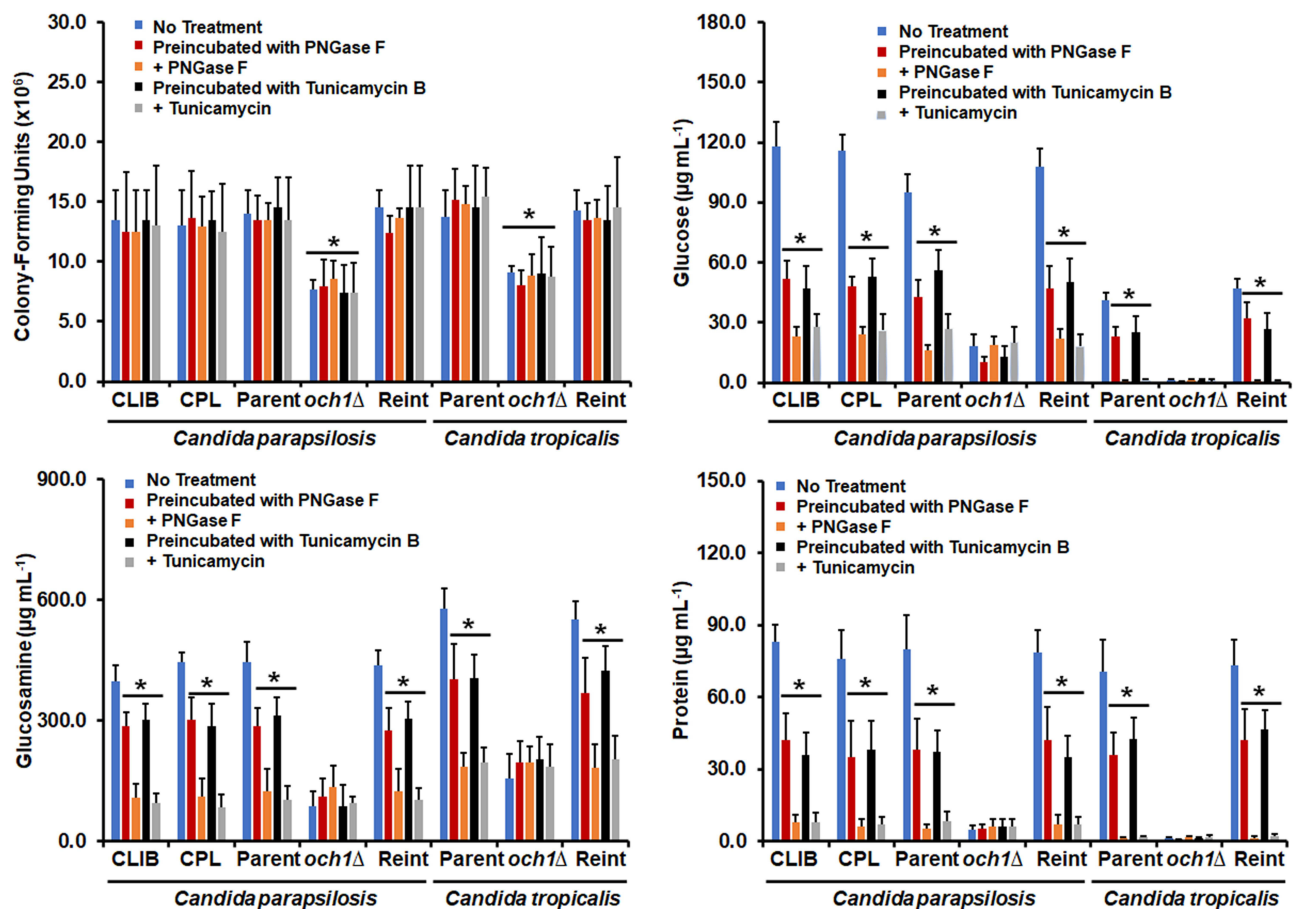 30.0
25.0
20.0
15.0
10.0
5.0
0.0
Colony-Forming Units (x10⁶)
No Treatment
Preincubated with PNGase F
+ PNGase F
Preincubated with Tunicamycin B
+ Tunicamycin
*
*
CLIB CPL Parent och1Δ Reint Parent och1Δ Reint
Candida parapsilosis Candida tropicalis
180.0
150.0
120.0
90.0
60.0
30.0
0.0
Glucose (µg mL⁻¹)
No Treatment
Preincubated with PNGase F
+ PNGase F
Preincubated with Tunicamycin B
+ Tunicamycin
*
*
*
*
*
*
CLIB CPL Parent och1Δ Reint Parent och1Δ Reint
Candida parapsilosis Candida tropicalis
900.0
600.0
300.0
0.0
Glucosamine (µg mL⁻¹)
No Treatment
Preincubated with PNGase F
+ PNGase F
Preincubated with Tunicamycin B
+ Tunicamycin
*
*
*
*
*
*
CLIB CPL Parent och1Δ Reint Parent och1Δ Reint
Candida parapsilosis Candida tropicalis
150.0
120.0
90.0
60.0
30.0
0.0
Protein (µg mL⁻¹)
No Treatment
Preincubated with PNGase F
+ PNGase F
Preincubated with Tunicamycin B
+ Tunicamycin
*
*
*
*
*
*
CLIB CPL Parent och1Δ Reint Parent och1Δ Reint
Candida parapsilosis Candida tropicalis